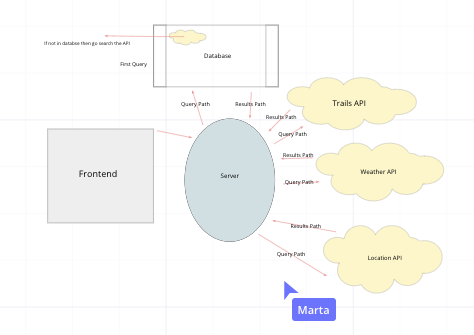 If not in databse then go search the API
Database
First Query
Query Path
Results Path
Trails API
Results Path
Query Path
Frontend
Server
Results Path
Weather API
Query Path
Results Path
Query Path
Location API
Marta